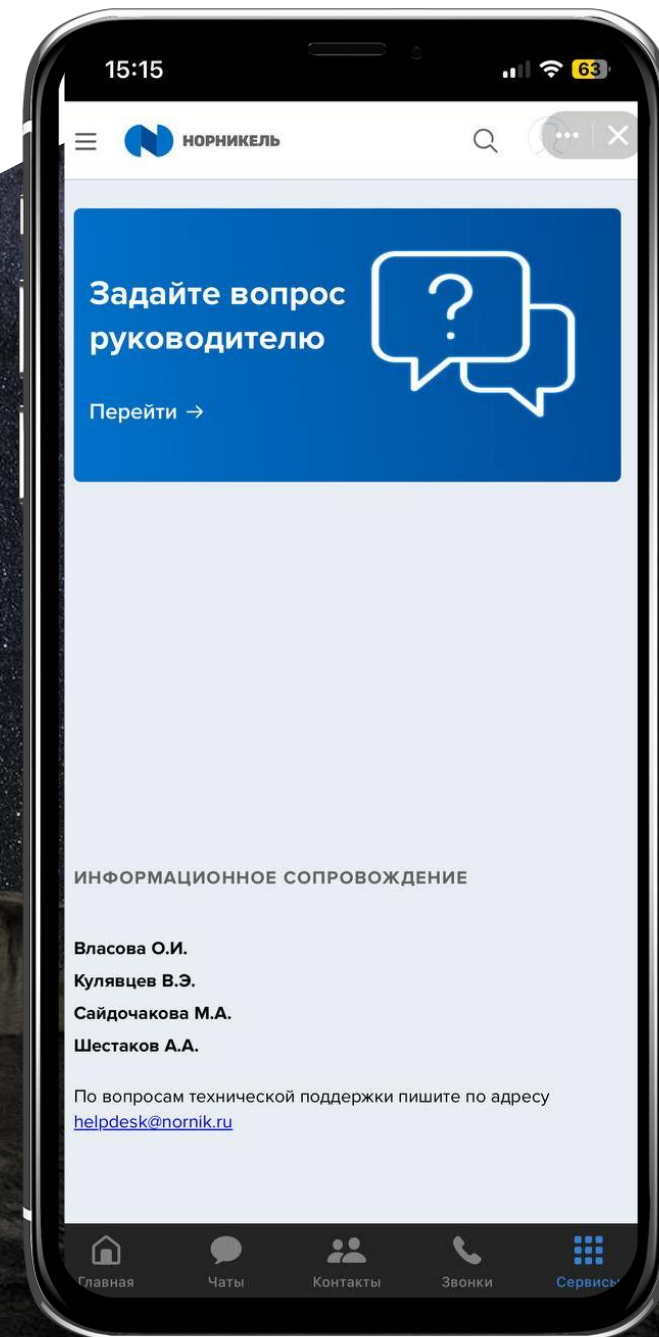 15:15
63
НОРНИКЕЛЬ
Задайте вопрос
руководителю
Перейти →
ИНФОРМАЦИОННОЕ СОПРОВОЖДЕНИЕ
Власова О.И.
Кулявцев В.Э.
Сайдочакова М.А.
Шестаков А.А.
По вопросам технической поддержки пишите по адресу
helpdesk@nornik.ru
Главная Чаты Контакты Звонки Сервисы